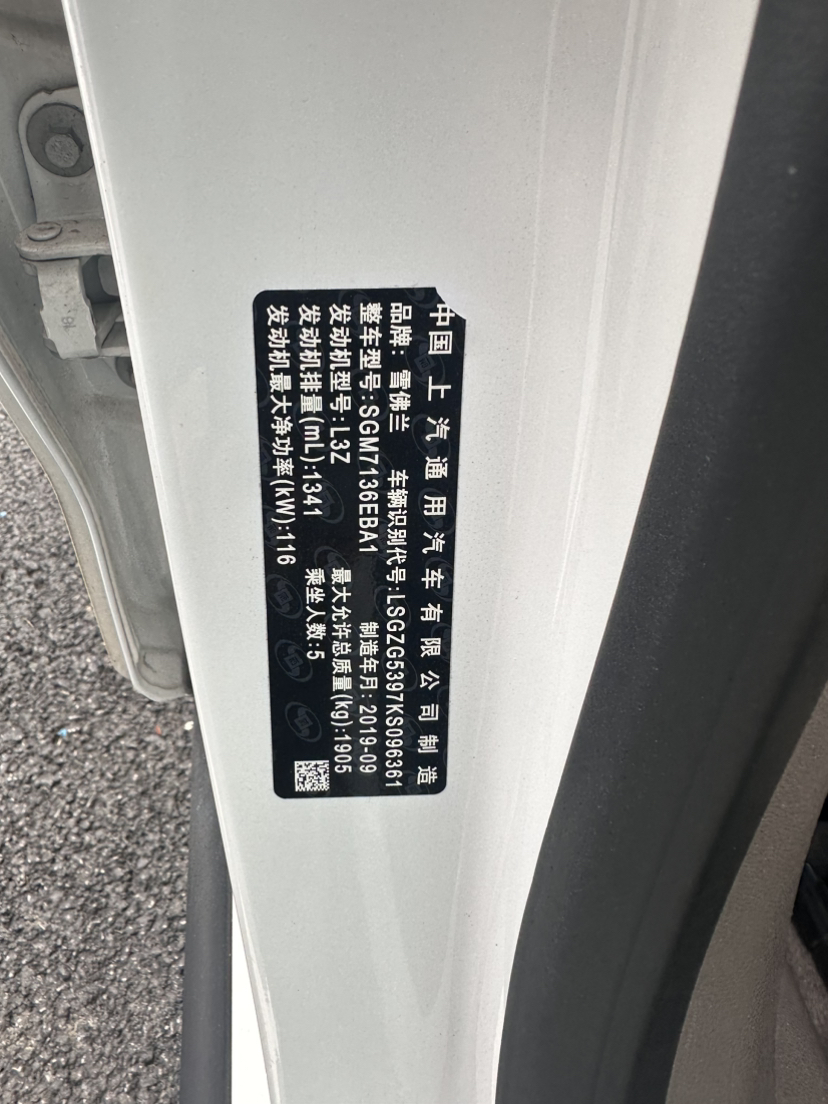 中国 上汽通用汽车有限公司制造
品牌: 雪佛兰 车辆识别代号:LSGZG5397KS096361
整车型号:SGM7136EBA1 制造年月:2019-09
发动机型号:L3Z 最大允许总质量(kg):1905
发动机排量(mL):1341 乘坐人数:5
发动机最大净功率(kW):116